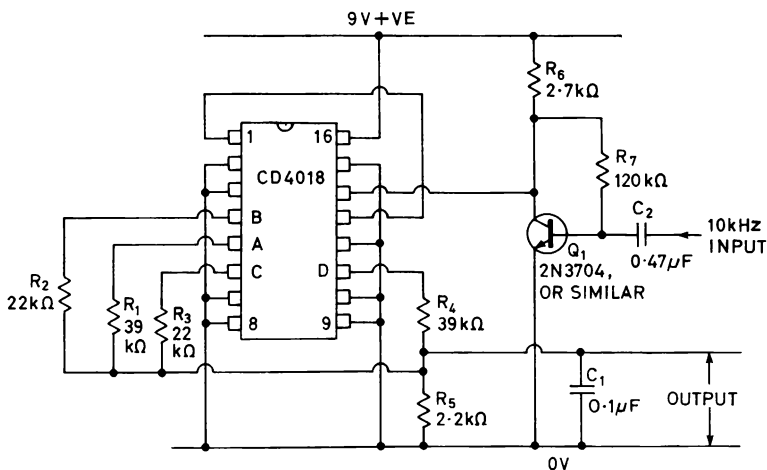 9V+VE
R6
2·7kΩ
1
16
CD4018
R7
120kΩ
B
C2
10kHz
INPUT
A
0·47µF
Q1
2N3704,
OR SIMILAR
R2
22kΩ
C
D
R1
39
kΩ
R3
22
kΩ
R4
39kΩ
8
9
C1
0·1µF
OUTPUT
R5
2·2kΩ
0V